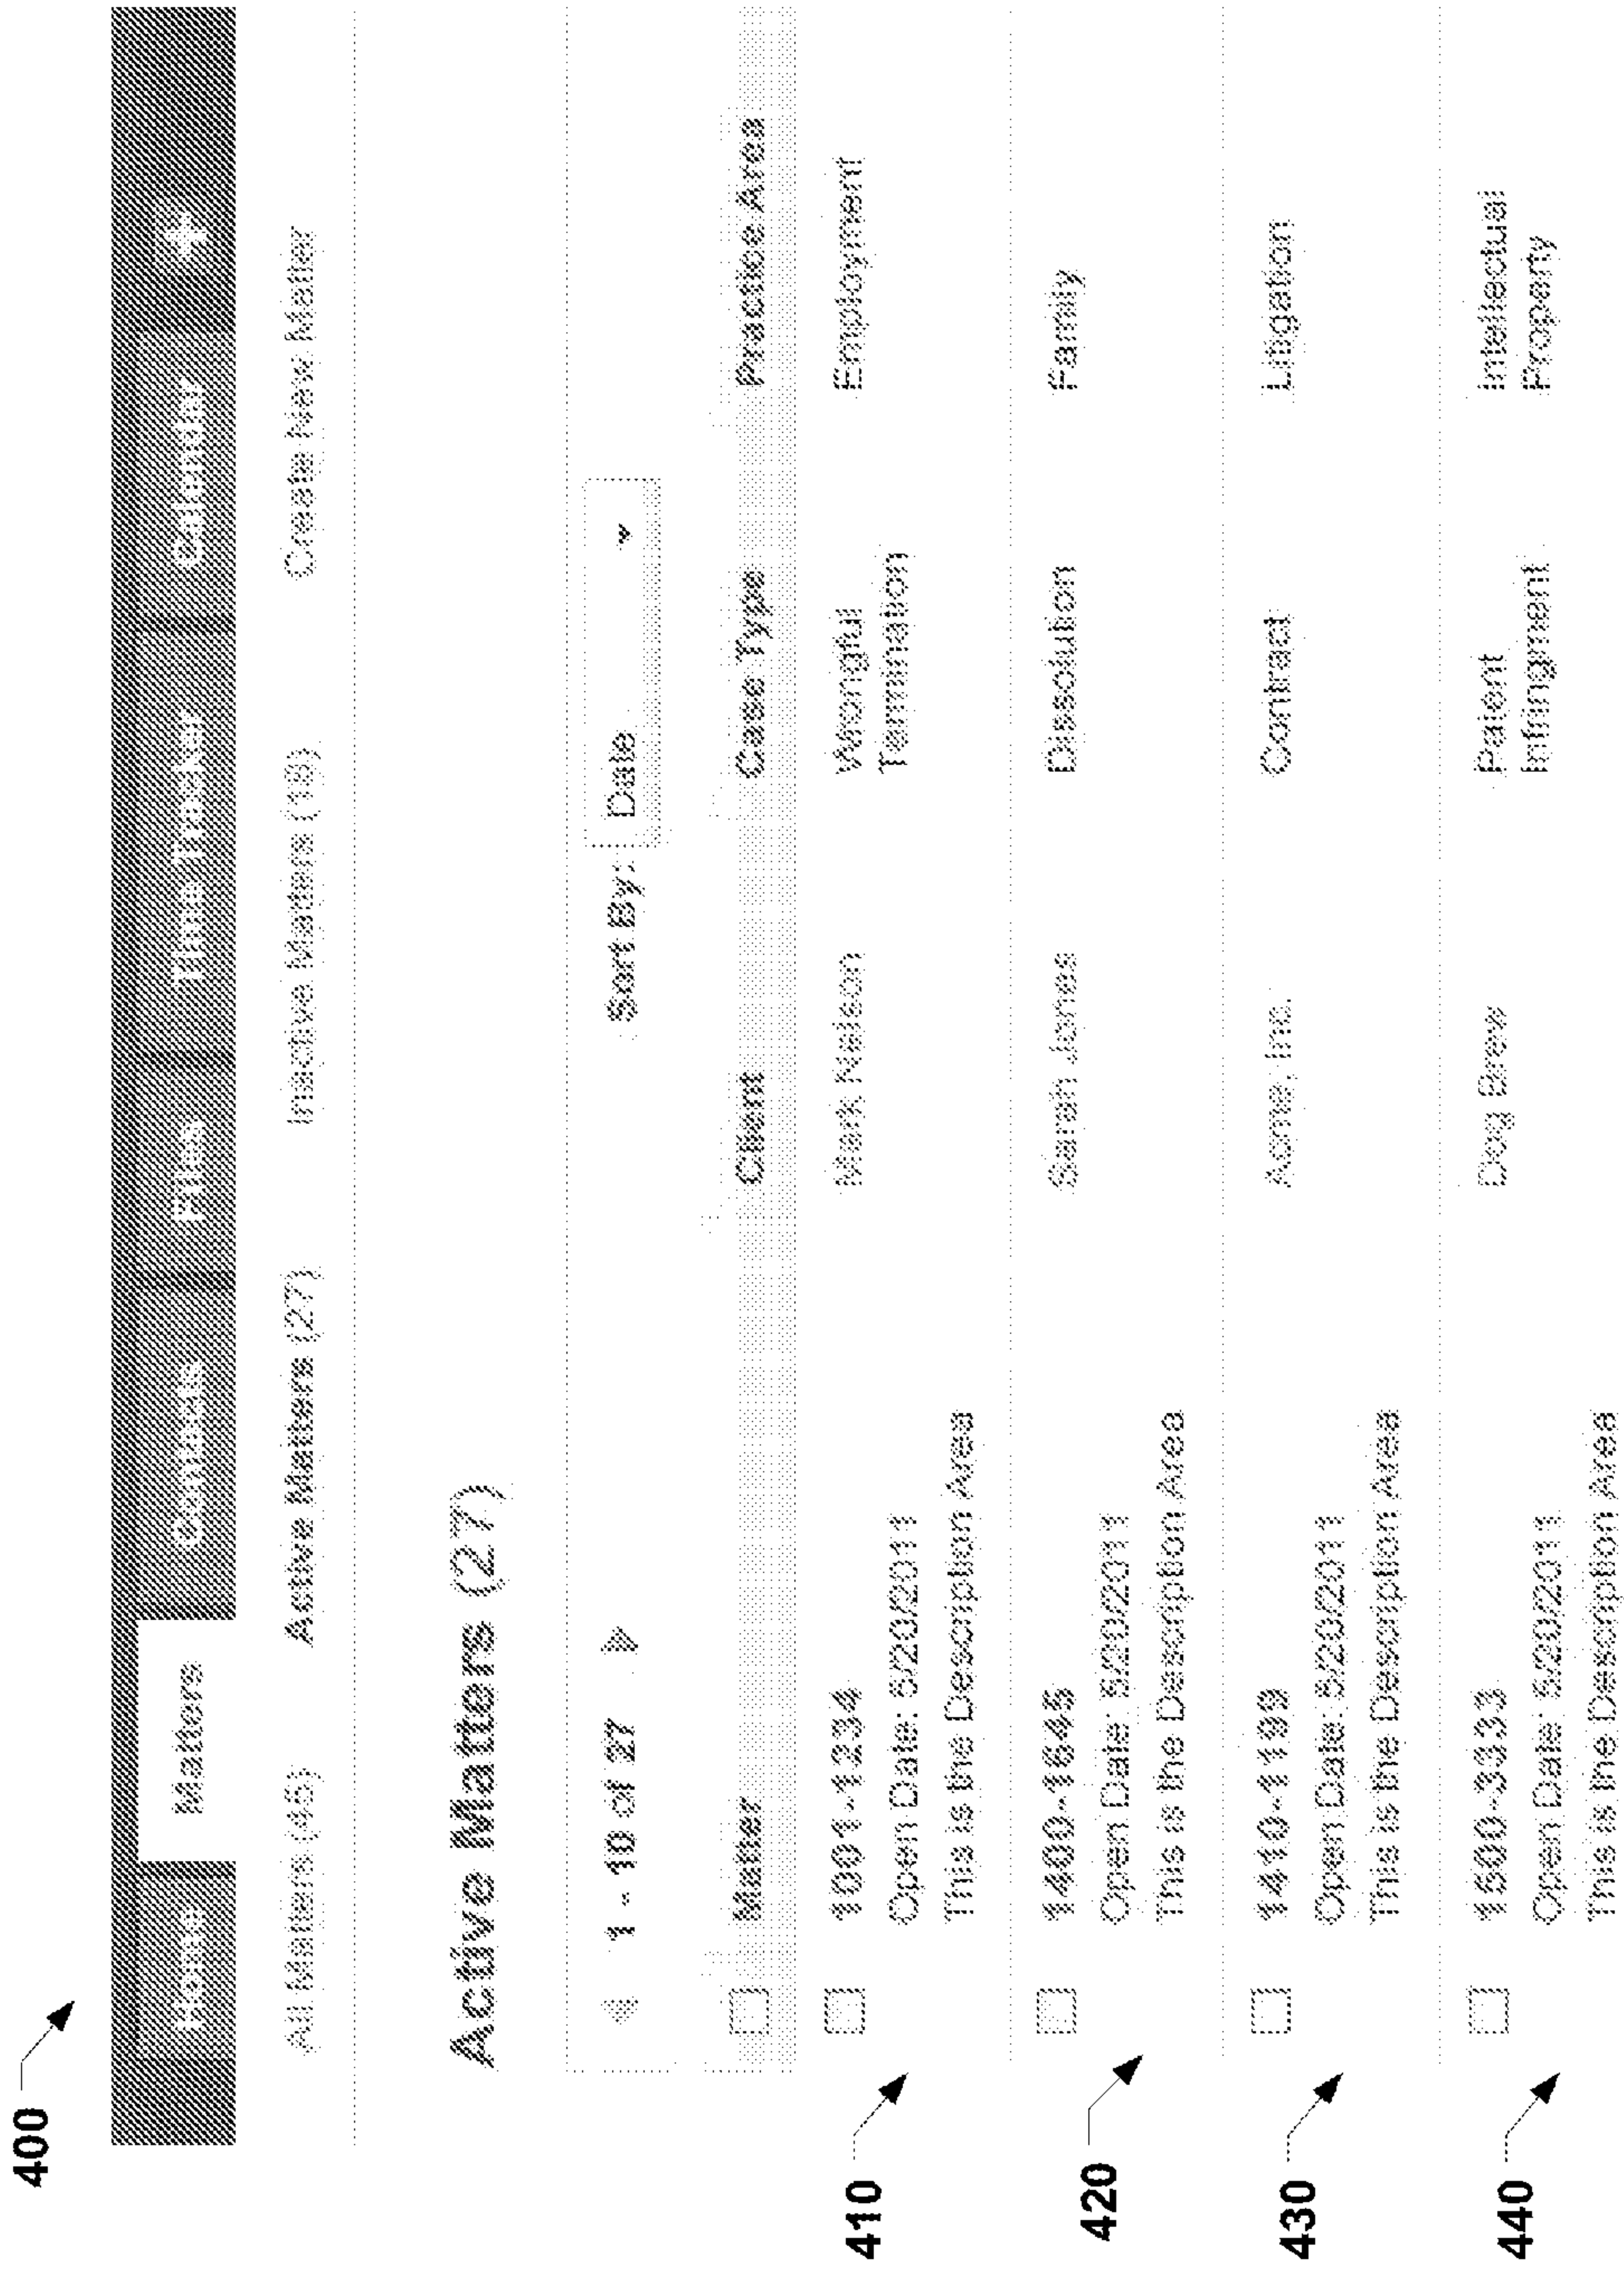 400
Home Matters Contacts Files Time Tracker Calendar +
All Matters (45) Active Matters (27) Inactive Matters (18) Create New Matter
Active Matters (27)
1 - 10 of 27 Sort By: Date
Matter Client Case Type Practice Area
410
1001-1234 Mark Nelson Wrongful Employment
Open Date: 5/20/2011 Termination
This is the Description Area
420
1400-1645 Sarah Jones Dissolution Family
Open Date: 5/20/2011
This is the Description Area
430
1410-1199 Acme, Inc. Contract Litigation
Open Date: 5/20/2011
This is the Description Area
440
1500-3333 Dog Brew Patent Intellectual
Open Date: 5/20/2011 Infringment Property
This is the Description Area